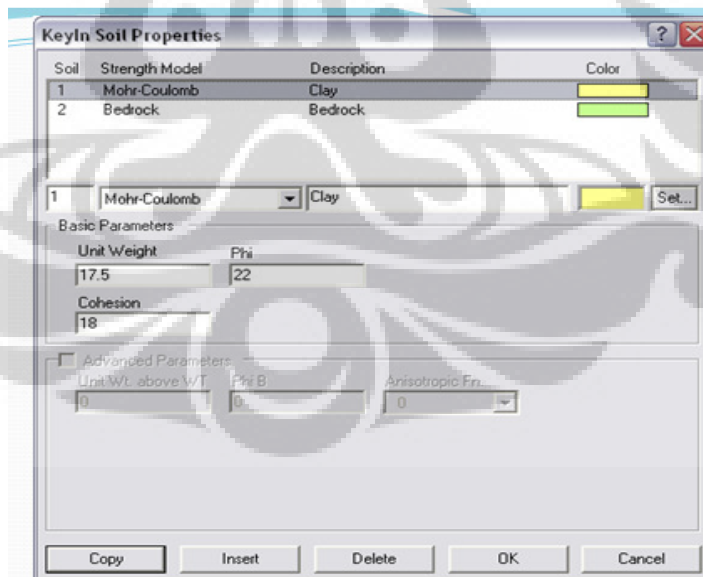 KeyIn Soil Properties ?
Soil Strength Model Description Color
1 Mohr-Coulomb Clay
2 Bedrock Bedrock
1 Mohr-Coulomb Clay Set...
Basic Parameters
Unit Weight Phi
17.5 22
Cohesion
18
Advanced Parameters
Unit Wt. above WT Phi B Anisotropic Fn.
0 0 0
Copy Insert Delete OK Cancel